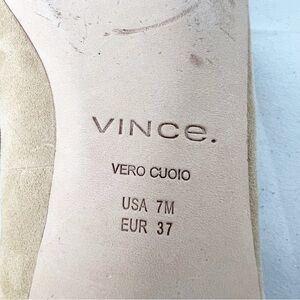 VINCE.
VERO CUOIO
USA 7M
EUR 37